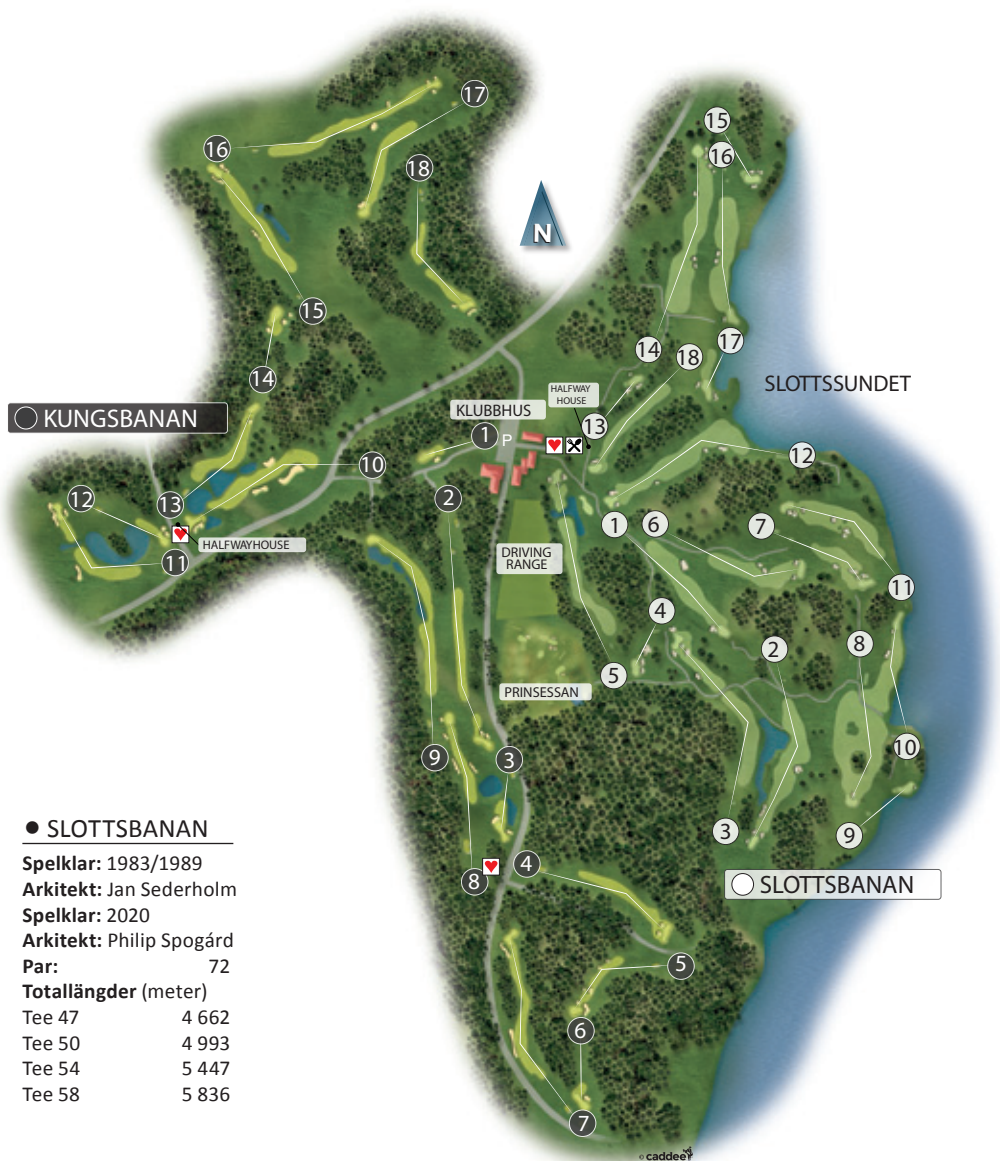 17
16
18
N
15
14
KUNGSBANAN
1
10
2
12
13
HALFWAYHOUSE
11
9
3
8
4
5
6
7
15
16
14
18
17
SLOTTSSUNDET
HALFWAY
HOUSE
KLUBBHUS
P
13
12
1
6
7
DRIVING
RANGE
11
4
2
8
5
PRINSESSAN
10
3
9
SLOTTSBANAN
● SLOTTSBANAN
Spelklar: 1983/1989
Arkitekt: Jan Sederholm
Spelklar: 2020
Arkitekt: Philip Spogárd
Par: 72
Totallängder (meter)
Tee 47 4 662
Tee 50 4 993
Tee 54 5 447
Tee 58 5 836
© caddee